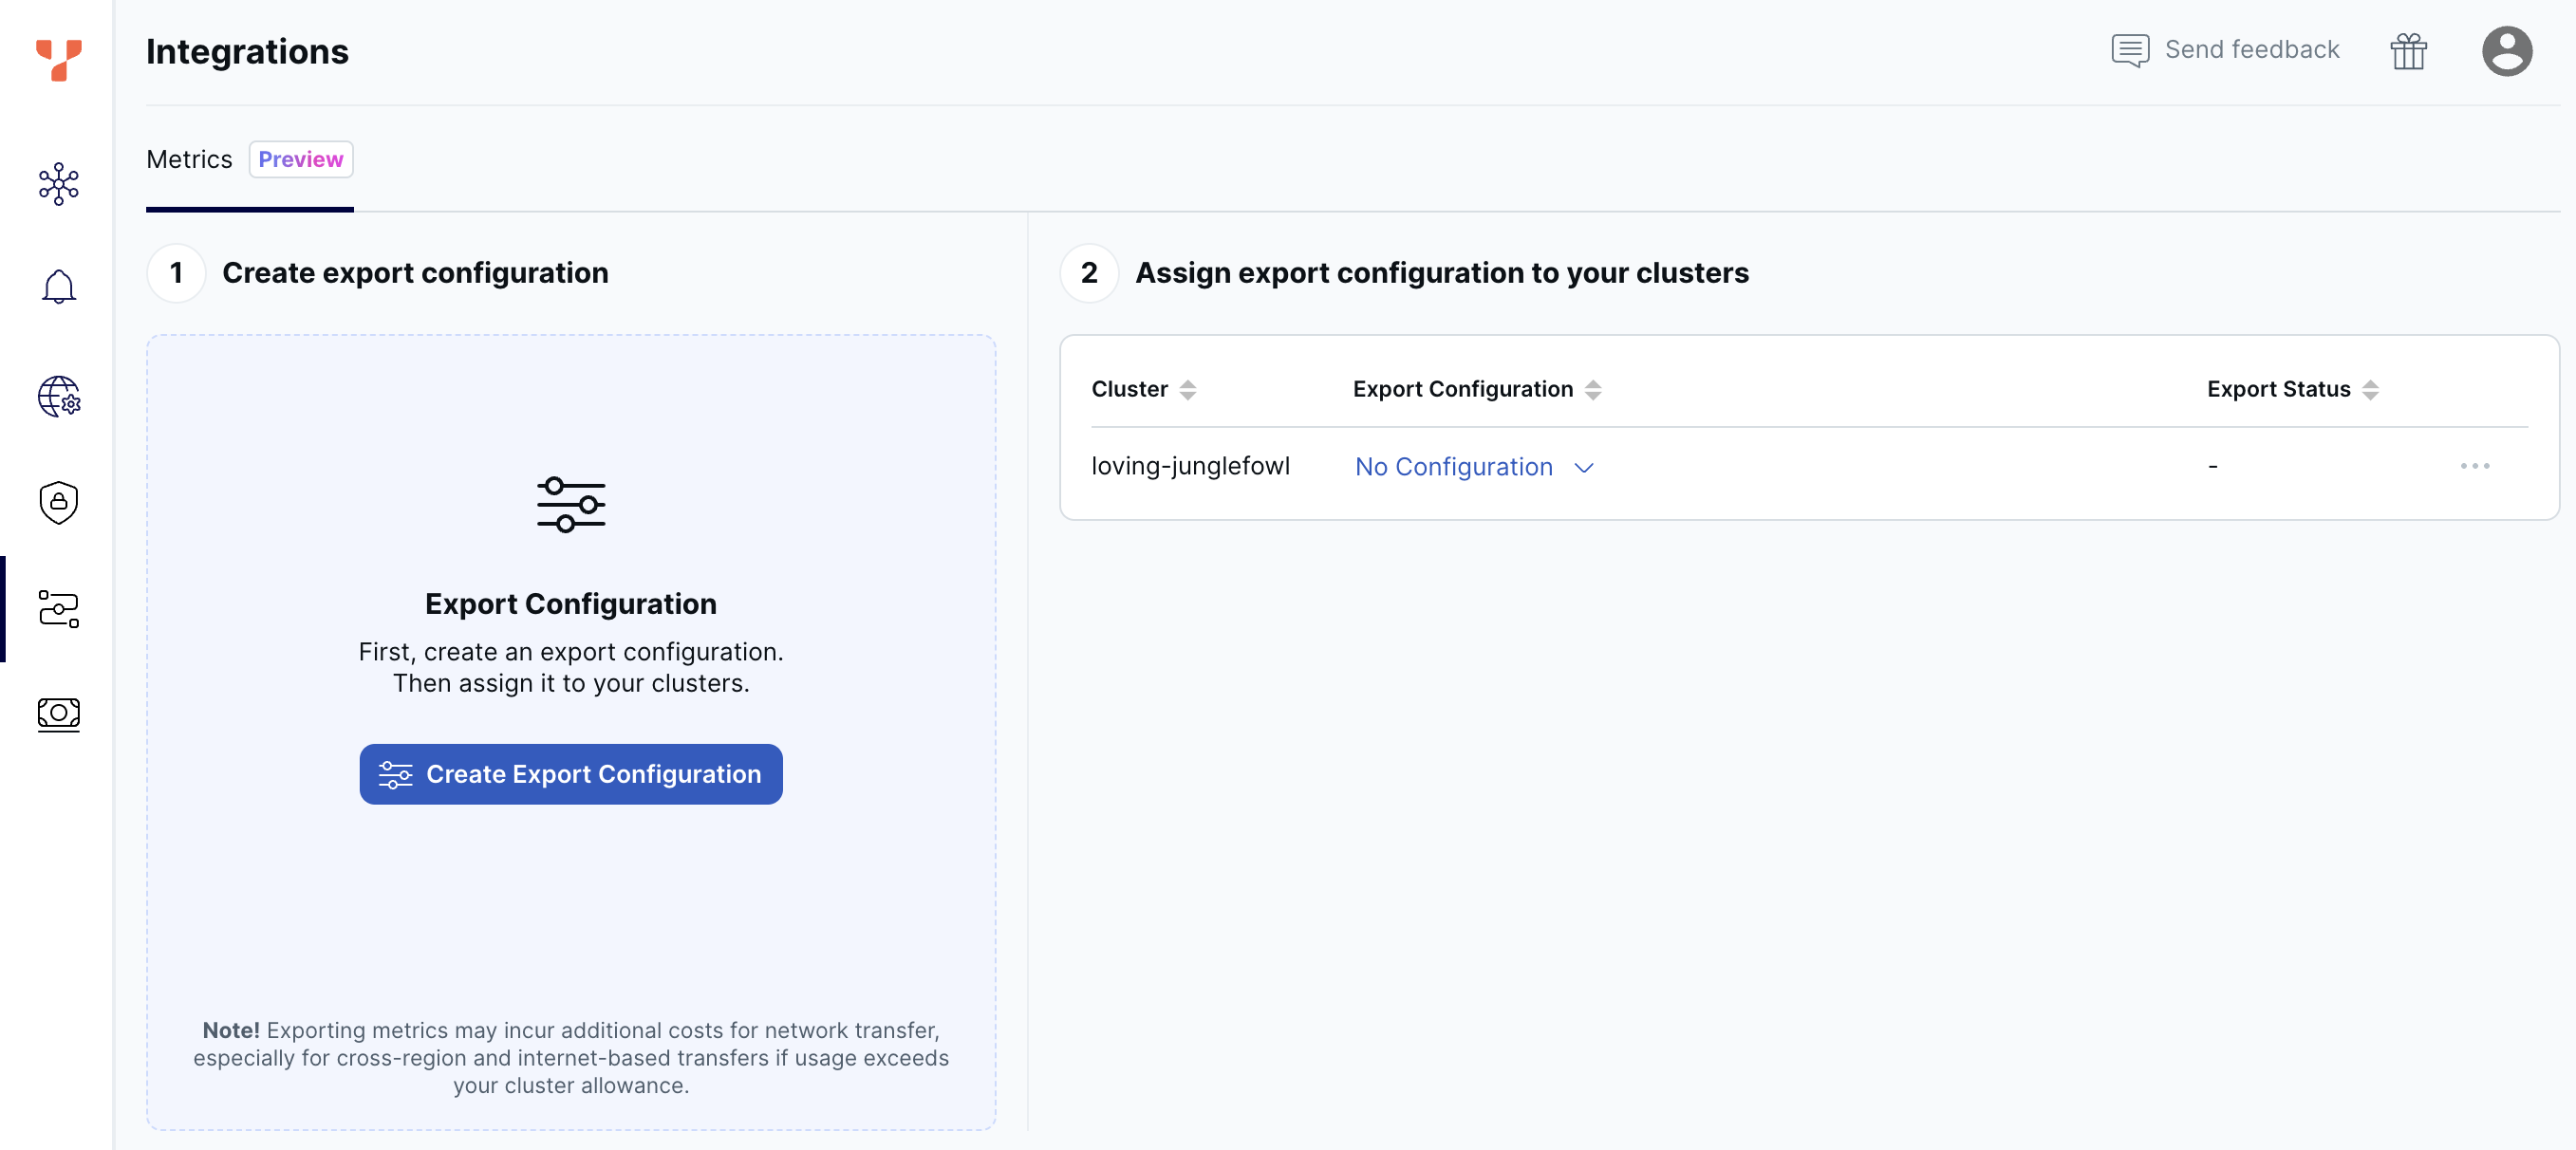 Integrations
Send feedback
Metrics Preview
1 Create export configuration
Export Configuration
First, create an export configuration.
Then assign it to your clusters.
Create Export Configuration
Note! Exporting metrics may incur additional costs for network transfer,
especially for cross-region and internet-based transfers if usage exceeds
your cluster allowance.
2 Assign export configuration to your clusters
Cluster Export Configuration Export Status
loving-junglefowl No Configuration -